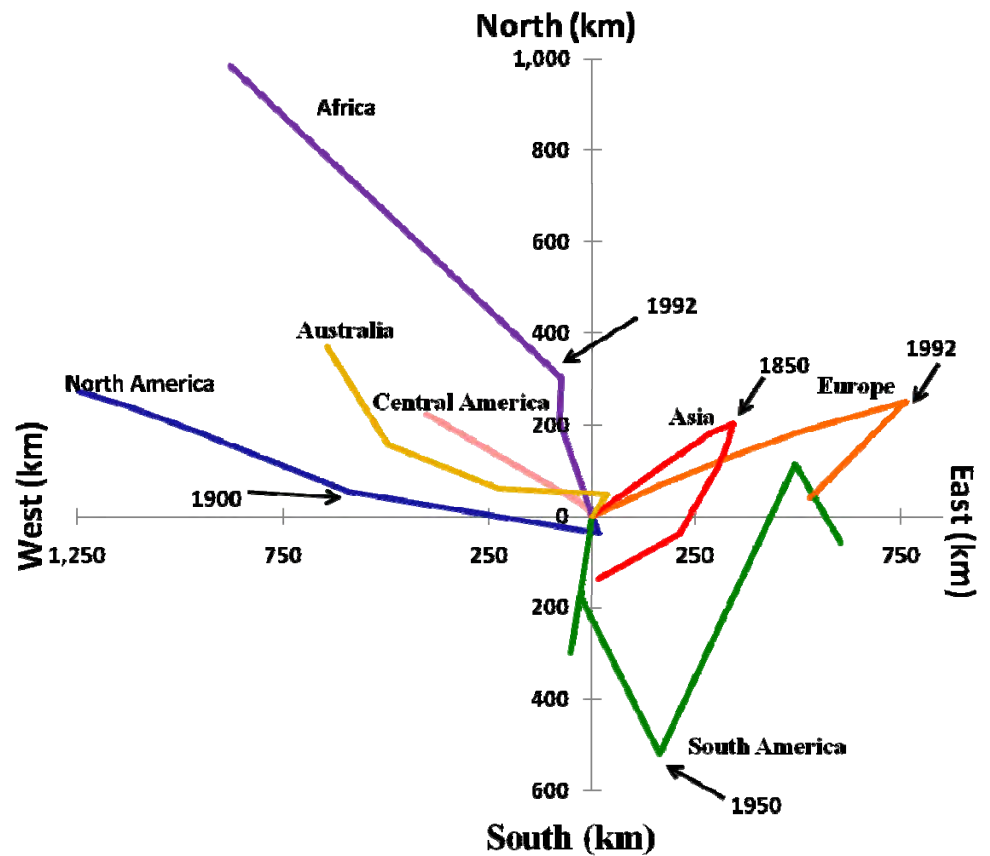 North (km)
1,000
Africa
800
600
1992
Australia
400
1992
1850
North America
Europe
Central America
Asia
200
1900
0
West (km)
East (km)
1,250
750
250
250
750
200
400
South America
600
1950
South (km)